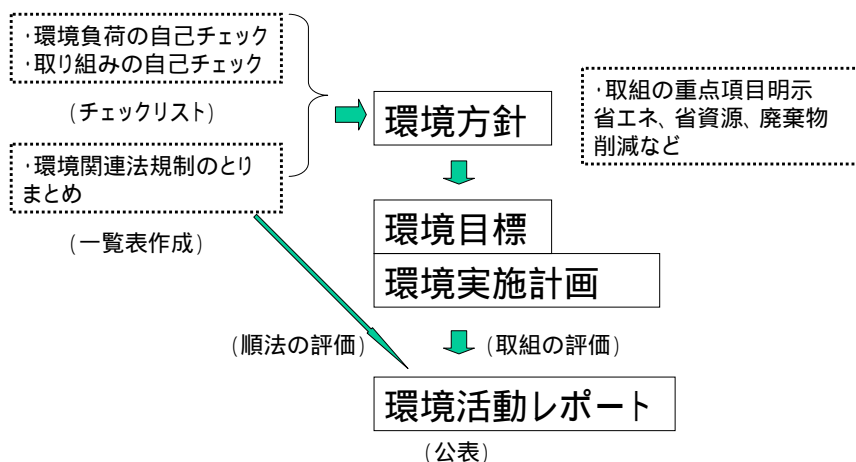 ・環境負荷の自己チェック
・取り組みの自己チェック
(チェックリスト)
・環境関連法規制のとり
まとめ
(一覧表作成)
環境方針
・取組の重点項目明示
省エネ、省資源、廃棄物
削減など
環境目標
環境実施計画
(順法の評価)
(取組の評価)
環境活動レポート
(公表)